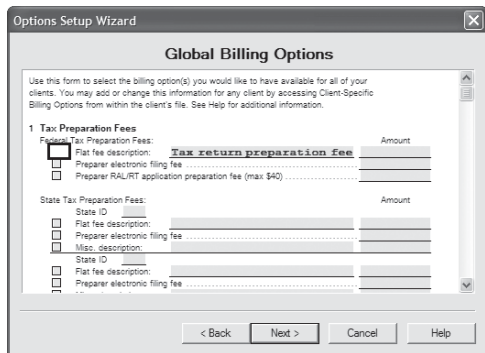 Options Setup Wizard
Global Billing Options
Use this form to select the billing option(s) you would like to have available for all of your
clients. You may add or change this information for any client by accessing Client-Specific
Billing Options from within the client's file. See Help for additional information.
1 Tax Preparation Fees
Federal Tax Preparation Fees: Amount
Flat fee description: Tax return preparation fee
Preparer electronic filing fee
Preparer RAL/RT application preparation fee (max $40)
State Tax Preparation Fees: Amount
State ID
Flat fee description:
Preparer electronic filing fee
Misc. description:
State ID
Flat fee description:
Preparer electronic filing fee
< Back Next > Cancel Help